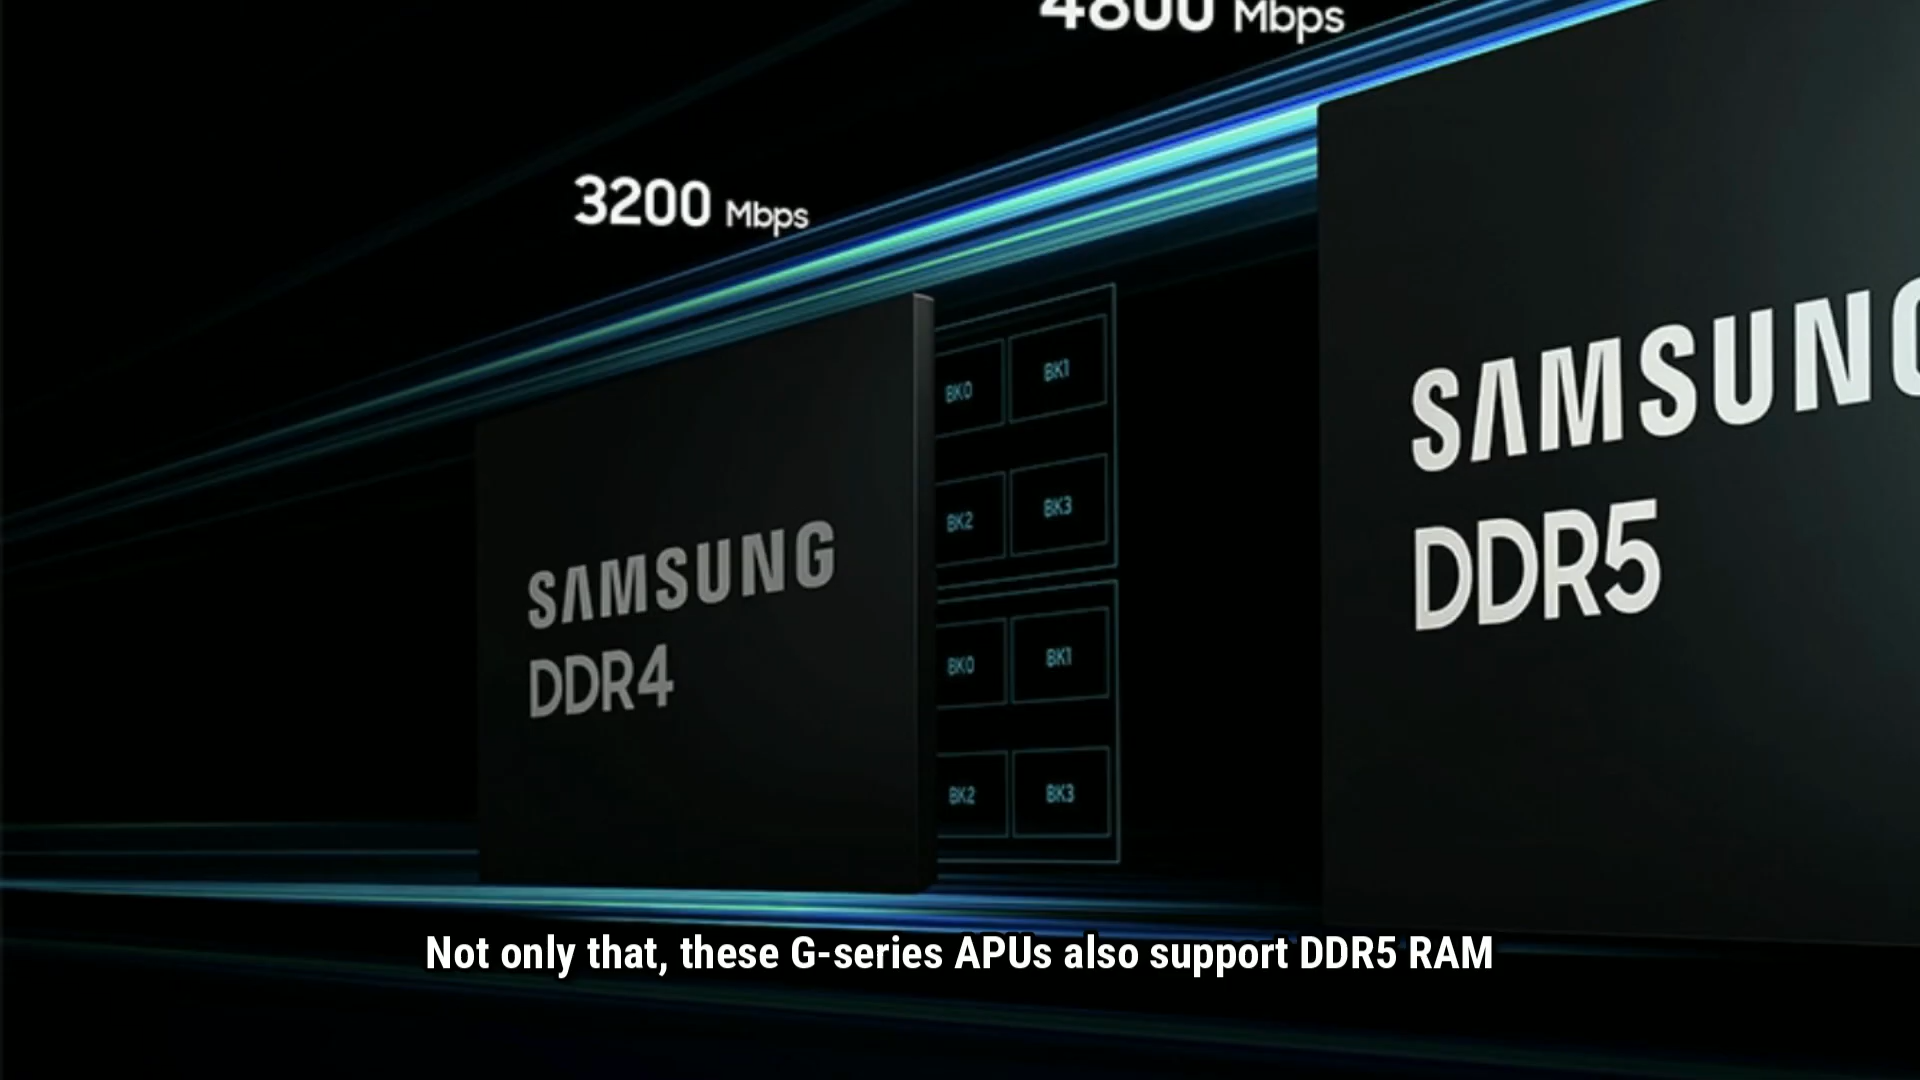 4800 Mbps
3200 Mbps
BK0 BK1
BK2 BK3
BK0 BK1
BK2 BK3
SAMSUNG
DDR4
SAMSUNG
DDR5
Not only that, these G-series APUs also support DDR5 RAM